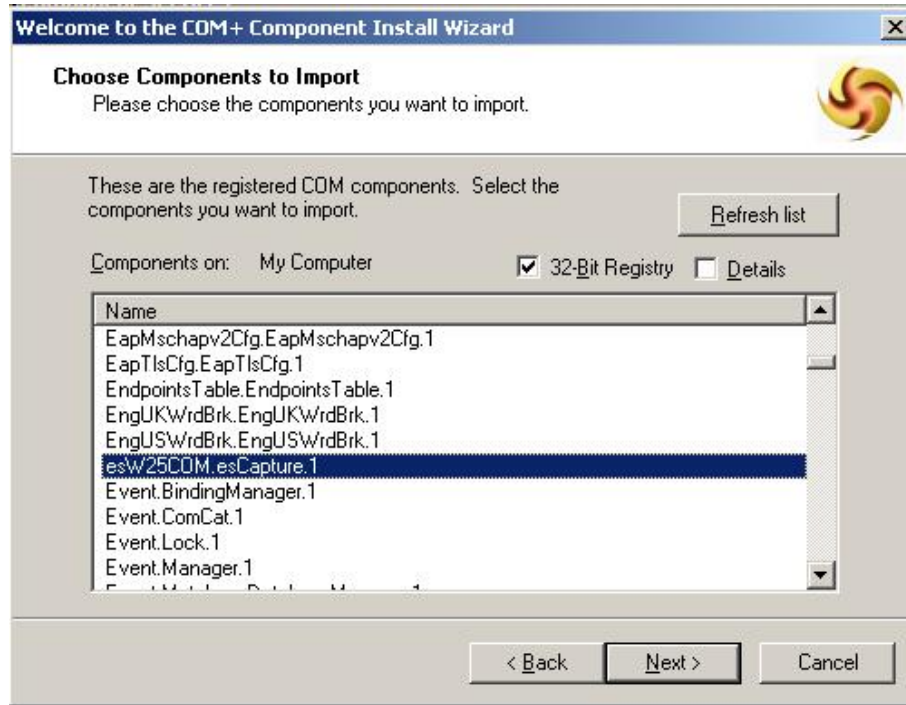 Welcome to the COM+ Component Install Wizard
Choose Components to Import
Please choose the components you want to import.
These are the registered COM components. Select the
components you want to import.
Refresh list
Components on: My Computer
32-Bit Registry
Details
Name
EapMschapv2Cfg.EapMschapv2Cfg.1
EapTlsCfg.EapTlsCfg.1
EndpointsTable.EndpointsTable.1
EngUKWrdBrk.EngUKWrdBrk.1
EngUSWrdBrk.EngUSWrdBrk.1
esW25COM.esCapture.1
Event.BindingManager.1
Event.ComCat.1
Event.Lock.1
Event.Manager.1
< Back
Next >
Cancel